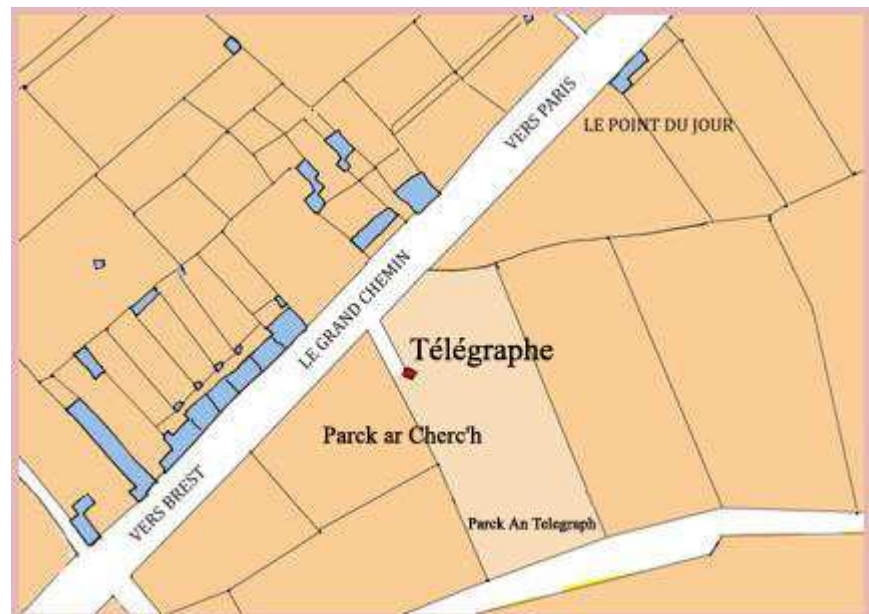 VERS PARIS
LE POINT DU JOUR
LE GRAND CHEMIN
Télégraphe
Parck ar Cherc'h
VERS BREST
Parck An Telegraph